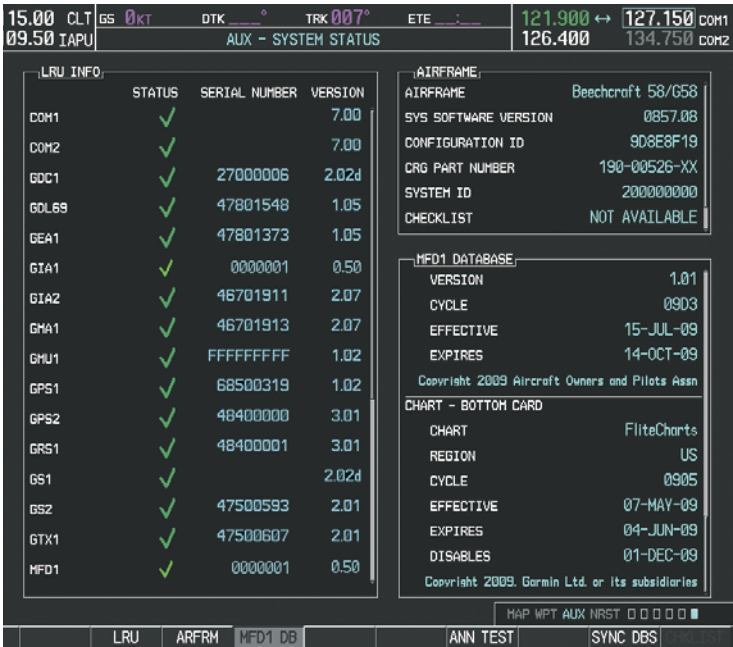 15.00 CLT GS 0KT DTK ___° TRK 007° ETE __:__ 121.900 ↔ 127.150 COM1
09.50 IAPU AUX - SYSTEM STATUS 126.400 134.750 COM2
LRU INFO
STATUS SERIAL NUMBER VERSION
COM1 7.00
COM2 7.00
GDC1 27000006 2.02d
GDL69 47801548 1.05
GEA1 47801373 1.05
GIA1 0000001 0.50
GIA2 46701911 2.07
GMA1 46701913 2.07
GMU1 FFFFFFFFF 1.02
GPS1 68500319 1.02
GPS2 48400000 3.01
GRS1 48400001 3.01
GS1 2.02d
GS2 47500593 2.01
GTX1 47500607 2.01
MFD1 0000001 0.50
AIRFRAME
AIRFRAME Beechcraft 58/G58
SYS SOFTWARE VERSION 0857.08
CONFIGURATION ID 9D8E8F19
CRG PART NUMBER 190-00526-XX
SYSTEM ID 200000000
CHECKLIST NOT AVAILABLE
MFD1 DATABASE
VERSION 1.01
CYCLE 09D3
EFFECTIVE 15-JUL-09
EXPIRES 14-OCT-09
Copyright 2009 Aircraft Owners and Pilots Assn
CHART - BOTTOM CARD
CHART FliteCharts
REGION US
CYCLE 0905
EFFECTIVE 07-MAY-09
EXPIRES 04-JUN-09
DISABLES 01-DEC-09
Copyright 2009. Garmin Ltd. or its subsidiaries
MAP WPT AUX NRST
LRU ARFRM MFD1 DB ANN TEST SYNC DBS CHKLIST